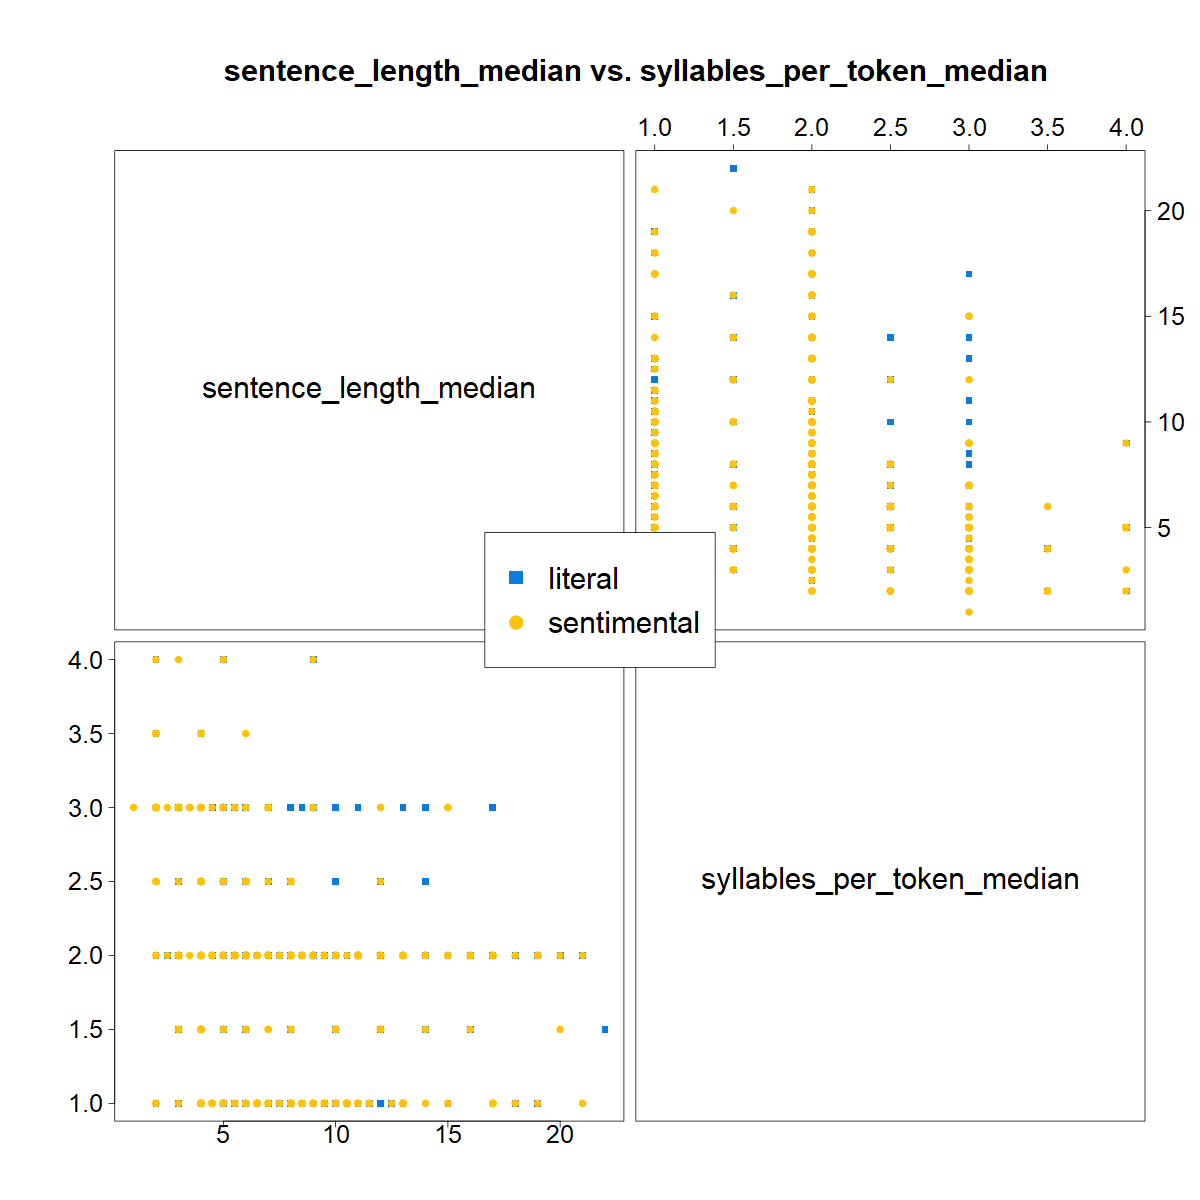 sentence_length_median vs. syllables_per_token_median
1.0 1.5 2.0 2.5 3.0 3.5 4.0
20
15
10
5
sentence_length_median
literal
sentimental
4.0
3.5
3.0
2.5
2.0
1.5
1.0
syllables_per_token_median
5 10 15 20